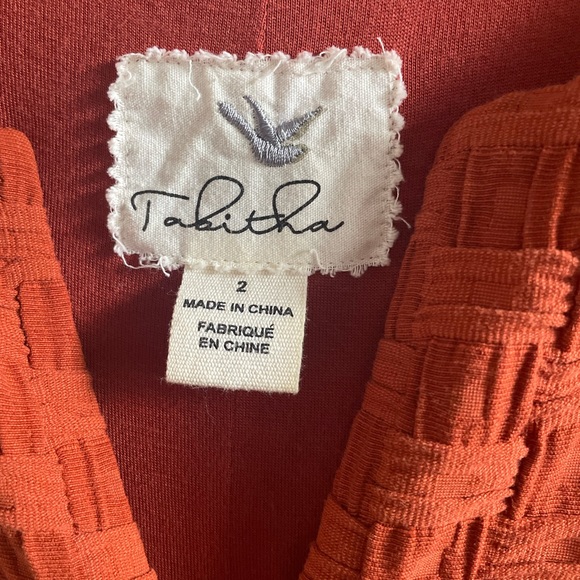 Tabitha
2
MADE IN CHINA
FABRIQUÉ
EN CHINE